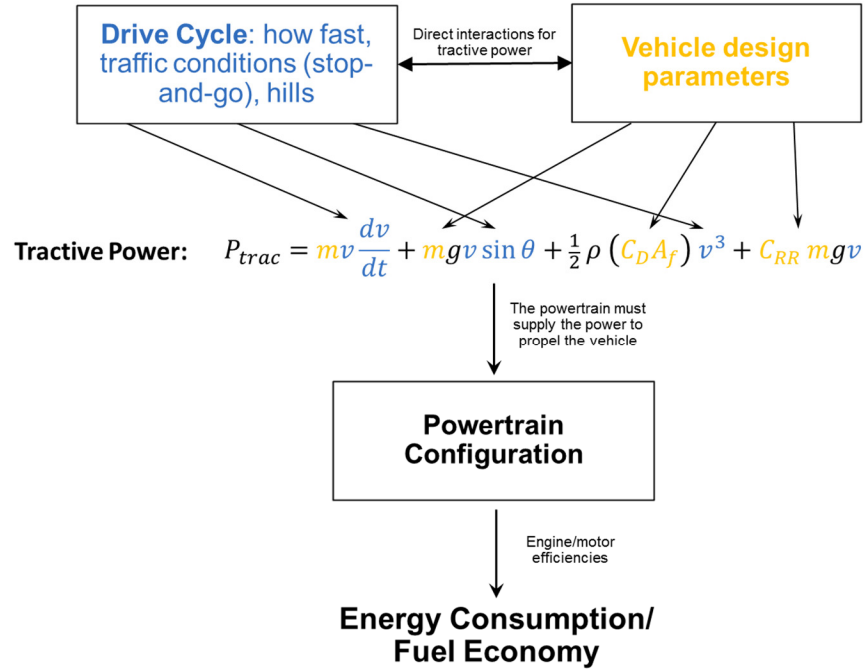 Drive Cycle: how fast,
traffic conditions (stop-
and-go), hills
Direct interactions for
tractive power
Vehicle design
parameters
Tractive Power: P_trac = mv dv/dt + mgv sin θ + ½ ρ (C_D A_f) v³ + C_RR mgv
The powertrain must
supply the power to
propel the vehicle
Powertrain
Configuration
Engine/motor
efficiencies
Energy Consumption/
Fuel Economy